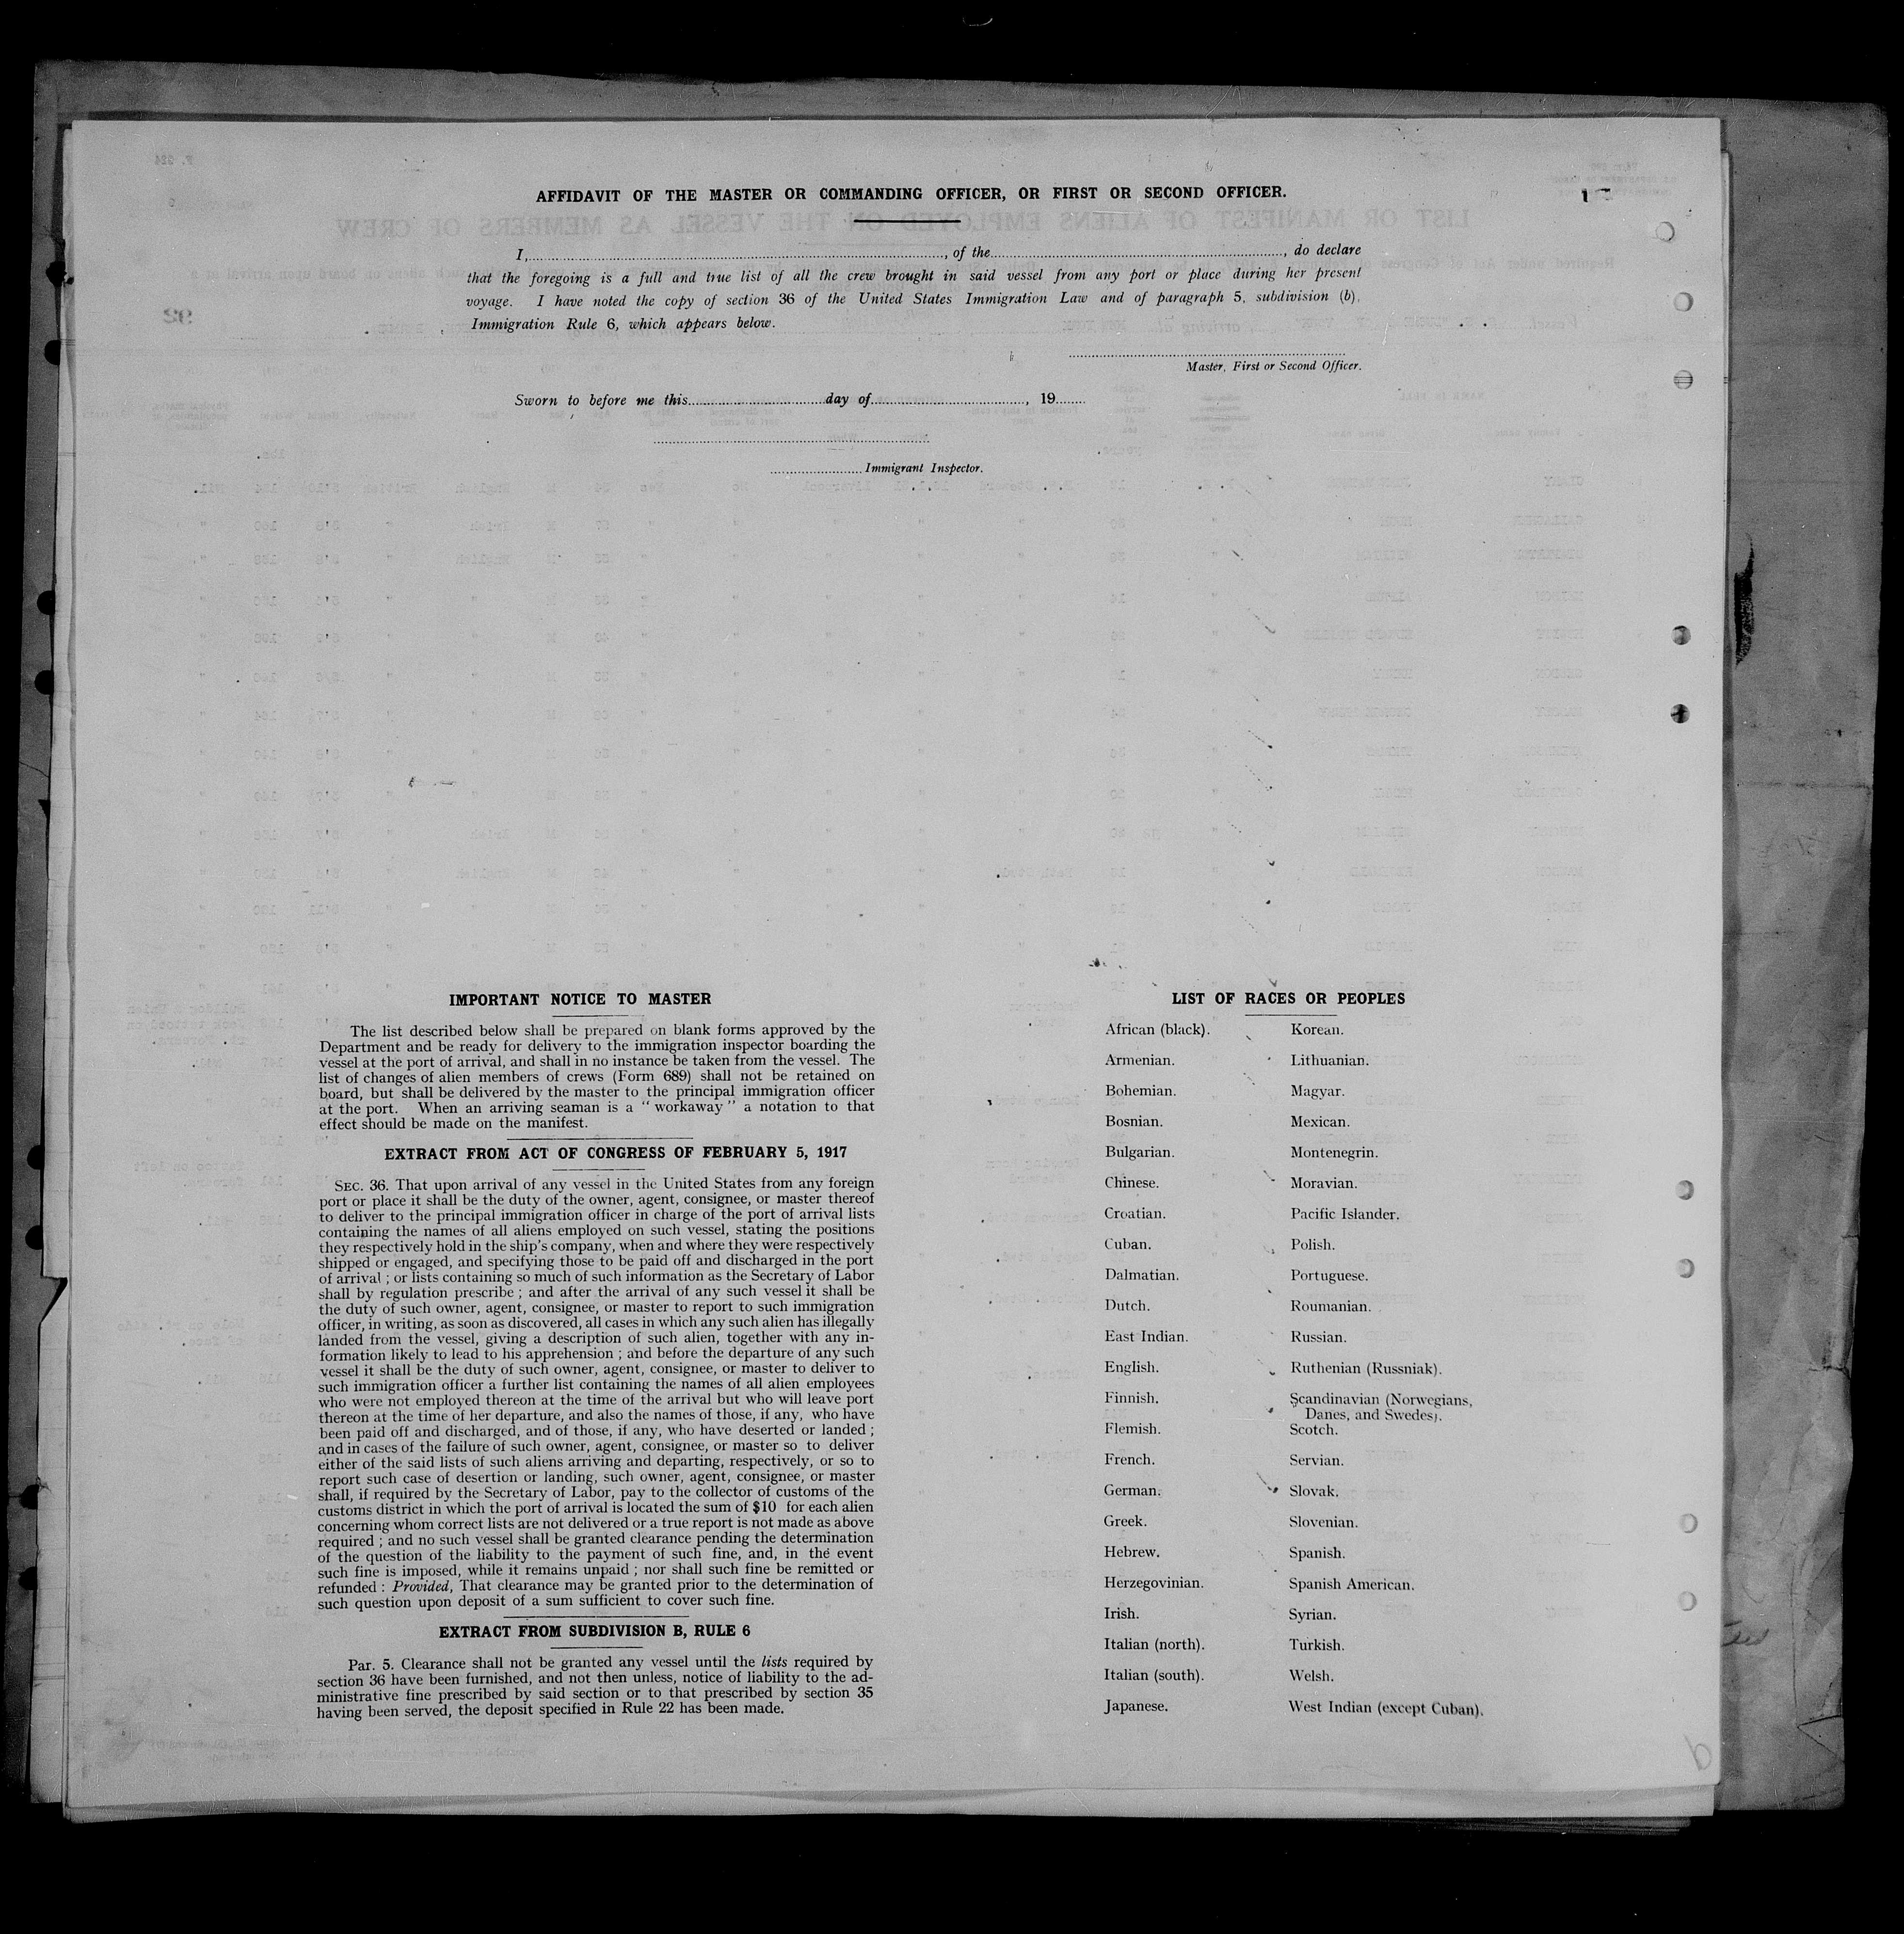 AFFIDAVIT OF THE MASTER OR COMMANDING OFFICER, OR FIRST OR SECOND OFFICER.
I, ..., of the ..., do declare
that the foregoing is a full and true list of all the crew brought in said vessel from any port or place during her present
voyage. I have noted the copy of section 36 of the United States Immigration Law and of paragraph 5, subdivision (b),
Immigration Rule 6, which appears below.
Master, First or Second Officer.
Sworn to before me this ... day of ..., 19...
Immigrant Inspector.
IMPORTANT NOTICE TO MASTER
The list described below shall be prepared on blank forms approved by the
Department and be ready for delivery to the immigration inspector boarding the
vessel at the port of arrival, and shall in no instance be taken from the vessel. The
list of changes of alien members of crews (Form 689) shall not be retained on
board, but shall be delivered by the master to the principal immigration officer
at the port. When an arriving seaman is a "workaway" a notation to that
effect should be made on the manifest.
EXTRACT FROM ACT OF CONGRESS OF FEBRUARY 5, 1917
SEC. 36. That upon arrival of any vessel in the United States from any foreign
port or place it shall be the duty of the owner, agent, consignee, or master thereof
to deliver to the principal immigration officer in charge of the port of arrival lists
containing the names of all aliens employed on such vessel, stating the positions
they respectively hold in the ship's company, when and where they were respectively
shipped or engaged, and specifying those to be paid off and discharged in the port
of arrival ; or lists containing so much of such information as the Secretary of Labor
shall by regulation prescribe ; and after the arrival of any such vessel it shall be
the duty of such owner, agent, consignee, or master to report to such immigration
officer, in writing, as soon as discovered, all cases in which any such alien has illegally
landed from the vessel, giving a description of such alien, together with any in-
formation likely to lead to his apprehension ; and before the departure of any such
vessel it shall be the duty of such owner, agent, consignee, or master to deliver to
such immigration officer a further list containing the names of all alien employees
who were not employed thereon at the time of the arrival but who will leave port
thereon at the time of her departure, and also the names of those, if any, who have
been paid off and discharged, and of those, if any, who have deserted or landed ;
and in cases of the failure of such owner, agent, consignee, or master so to deliver
either of the said lists of such aliens arriving and departing, respectively, or so to
report such case of desertion or landing, such owner, agent, consignee, or master
shall, if required by the Secretary of Labor, pay to the collector of customs of the
customs district in which the port of arrival is located the sum of $10 for each alien
concerning whom correct lists are not delivered or a true report is not made as above
required ; and no such vessel shall be granted clearance pending the determination
of the question of the liability to the payment of such fine, and, in the event
such fine is imposed, while it remains unpaid ; nor shall such fine be remitted or
refunded : Provided, That clearance may be granted prior to the determination of
such question upon deposit of a sum sufficient to cover such fine.
EXTRACT FROM SUBDIVISION B, RULE 6
Par. 5. Clearance shall not be granted any vessel until the lists required by
section 36 have been furnished, and not then unless, notice of liability to the ad-
ministrative fine prescribed by said section or to that prescribed by section 35
having been served, the deposit specified in Rule 22 has been made.
LIST OF RACES OR PEOPLES
African (black).
Armenian.
Bohemian.
Bosnian.
Bulgarian.
Chinese.
Croatian.
Cuban.
Dalmatian.
Dutch.
East Indian.
English.
Finnish.
Flemish.
French.
German.
Greek.
Hebrew.
Herzegovinian.
Irish.
Italian (north).
Italian (south).
Japanese.
Korean.
Lithuanian.
Magyar.
Mexican.
Montenegrin.
Moravian.
Pacific Islander.
Polish.
Portuguese.
Roumanian.
Russian.
Ruthenian (Russniak).
Scandinavian (Norwegians,
Danes, and Swedes).
Scotch.
Servian.
Slovak.
Slovenian.
Spanish.
Spanish American.
Syrian.
Turkish.
Welsh.
West Indian (except Cuban).